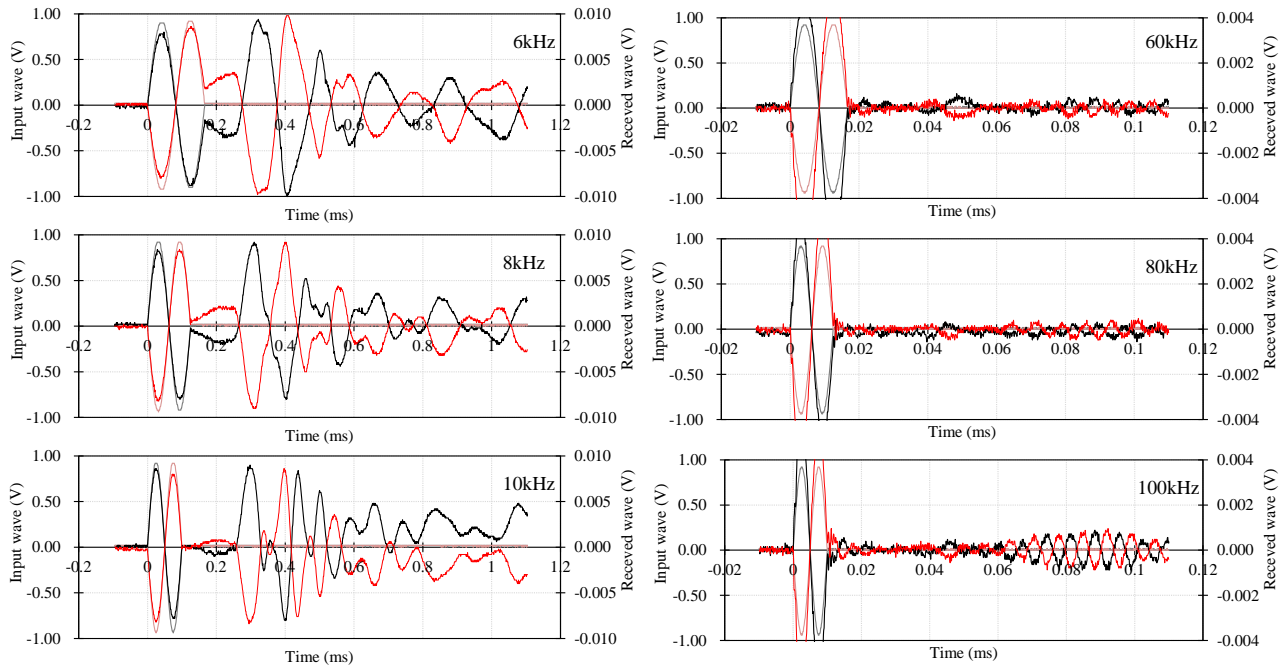 1.00 0.010
6kHz
0.50 0.005
0.00 0.000
-0.2 0 0.2 0.4 0.6 0.8 1 1.2
-0.50 -0.005
-1.00 -0.010
Input wave (V)
Receved wave (V)
Time (ms)
1.00 0.010
8kHz
0.50 0.005
0.00 0.000
-0.2 0 0.2 0.4 0.6 0.8 1 1.2
-0.50 -0.005
-1.00 -0.010
Input wave (V)
Receved wave (V)
Time (ms)
1.00 0.010
10kHz
0.50 0.005
0.00 0.000
-0.2 0 0.2 0.4 0.6 0.8 1 1.2
-0.50 -0.005
-1.00 -0.010
Input wave (V)
Receved wave (V)
Time (ms)
1.00 0.004
60kHz
0.50 0.002
0.00 0.000
-0.02 0 0.02 0.04 0.06 0.08 0.1 0.12
-0.50 -0.002
-1.00 -0.004
Input wave (V)
Receved wave (V)
Time (ms)
1.00 0.004
80kHz
0.50 0.002
0.00 0.000
-0.02 0 0.02 0.04 0.06 0.08 0.1 0.12
-0.50 -0.002
-1.00 -0.004
Input wave (V)
Receved wave (V)
Time (ms)
1.00 0.004
100kHz
0.50 0.002
0.00 0.000
-0.02 0 0.02 0.04 0.06 0.08 0.1 0.12
-0.50 -0.002
-1.00 -0.004
Input wave (V)
Receved wave (V)
Time (ms)